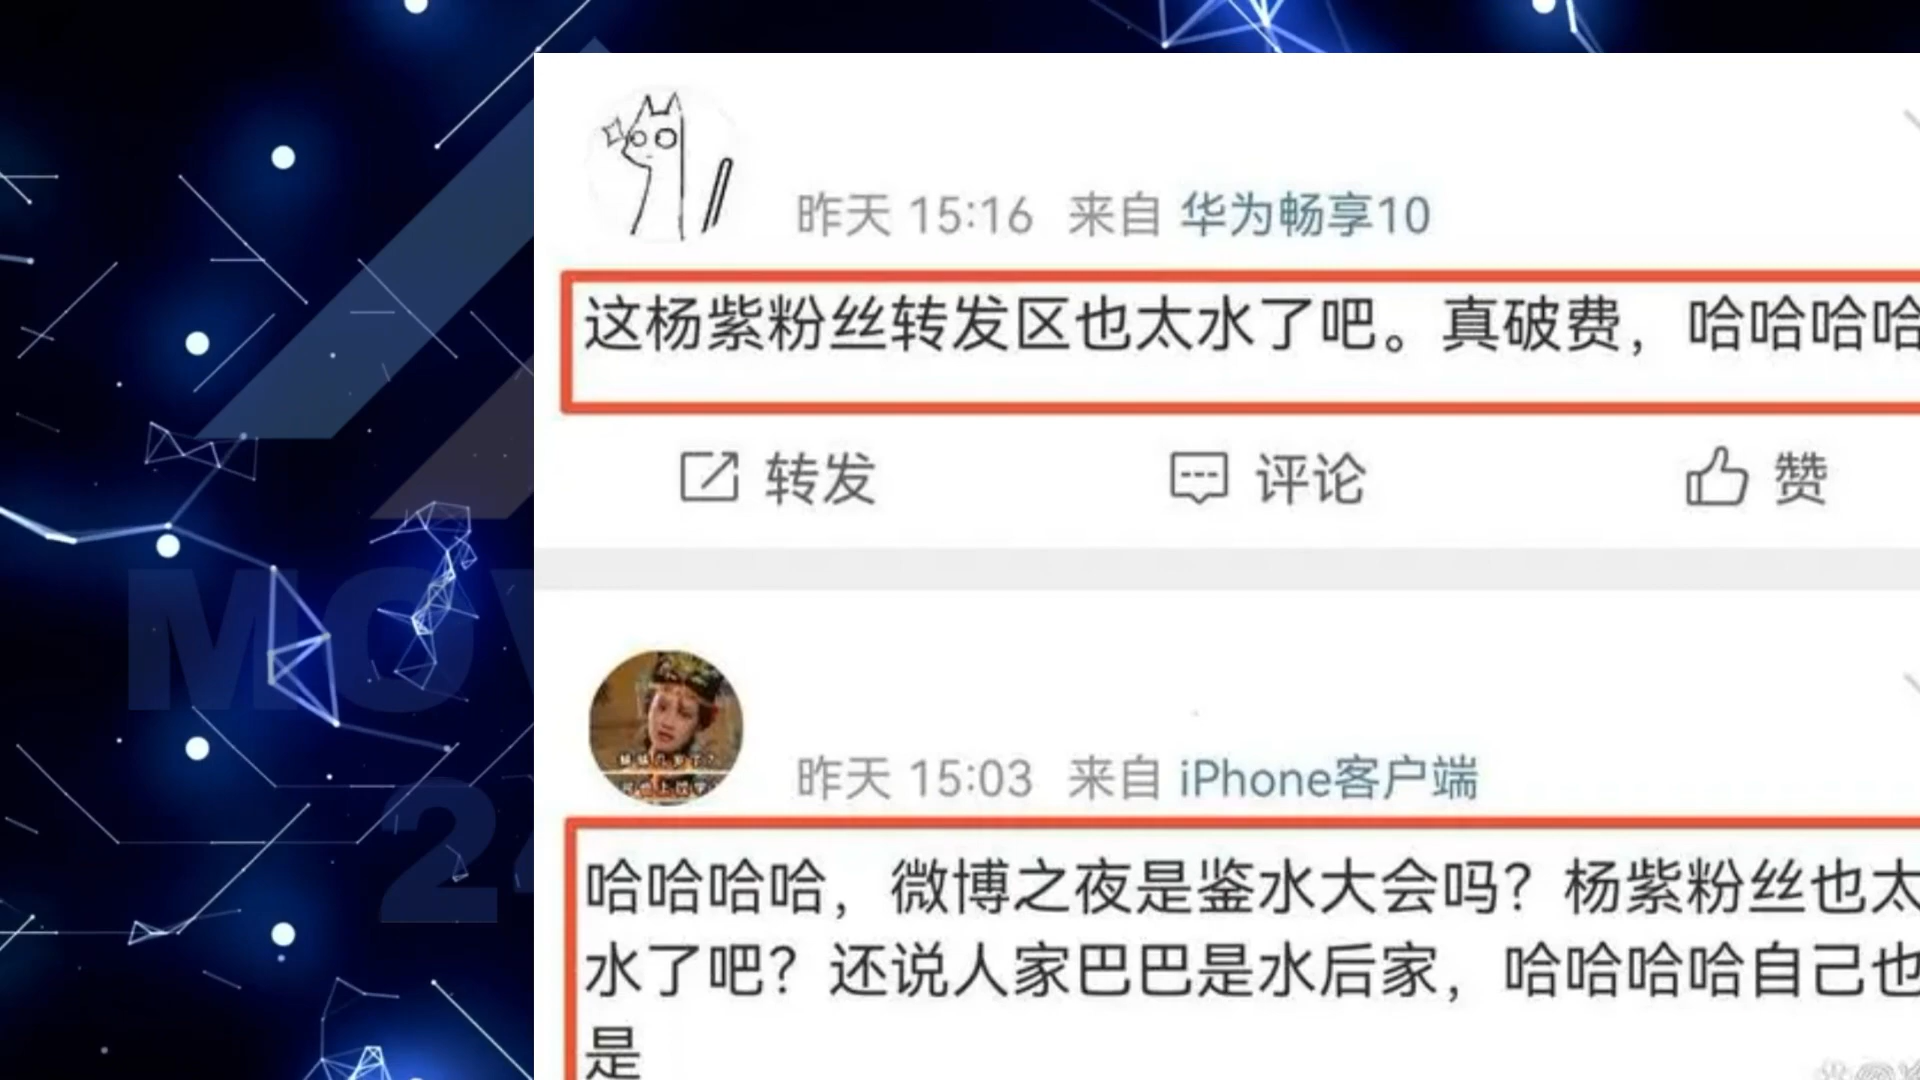 昨天 15:16 来自 华为畅享10
这杨紫粉丝转发区也太水了吧。真破费，哈哈哈哈
转发 评论 赞
昨天 15:03 来自 iPhone客户端
哈哈哈哈，微博之夜是鉴水大会吗？杨紫粉丝也太
水了吧？还说人家巴巴是水后家，哈哈哈哈自己也
是
MOV
2